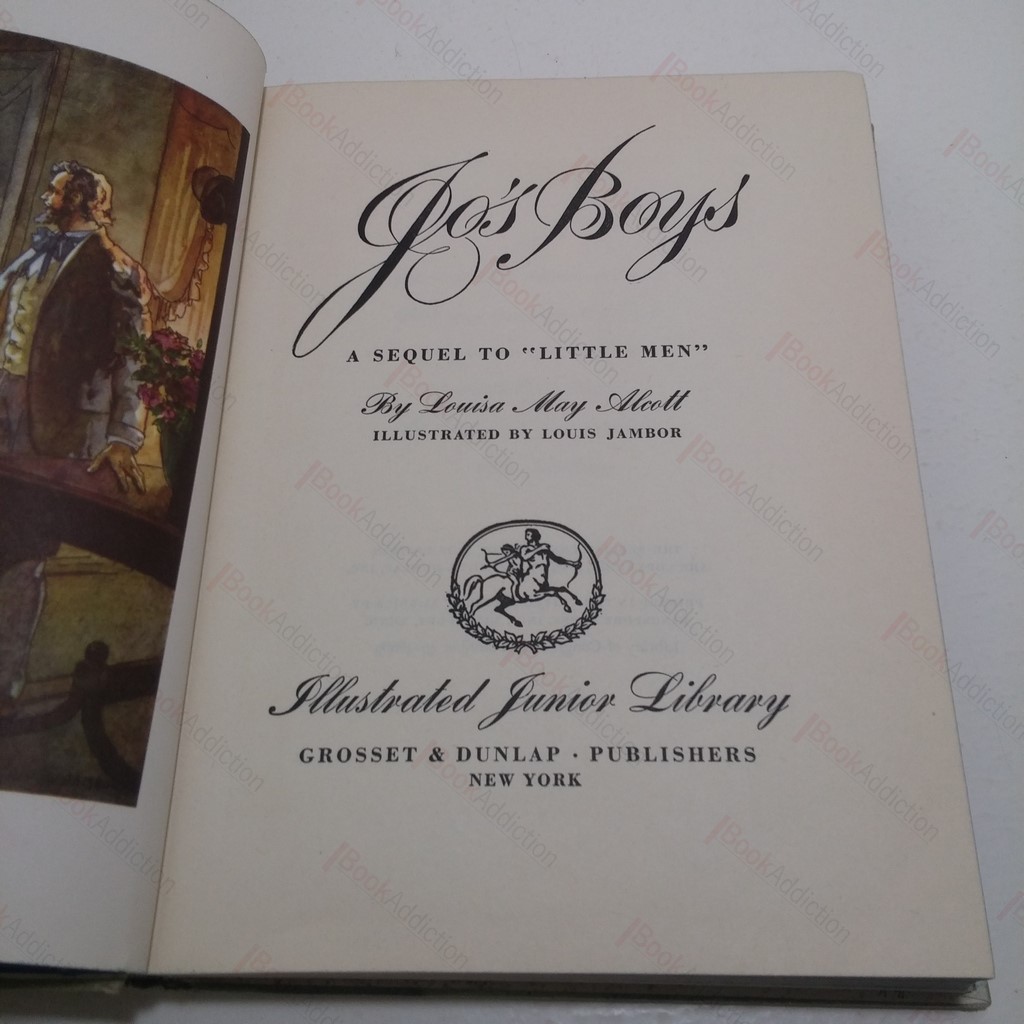 Jo's Boys
A SEQUEL TO “LITTLE MEN”
By Louisa May Alcott
ILLUSTRATED BY LOUIS JAMBOR
Illustrated Junior Library
GROSSET & DUNLAP · PUBLISHERS
NEW YORK
BookAddiction